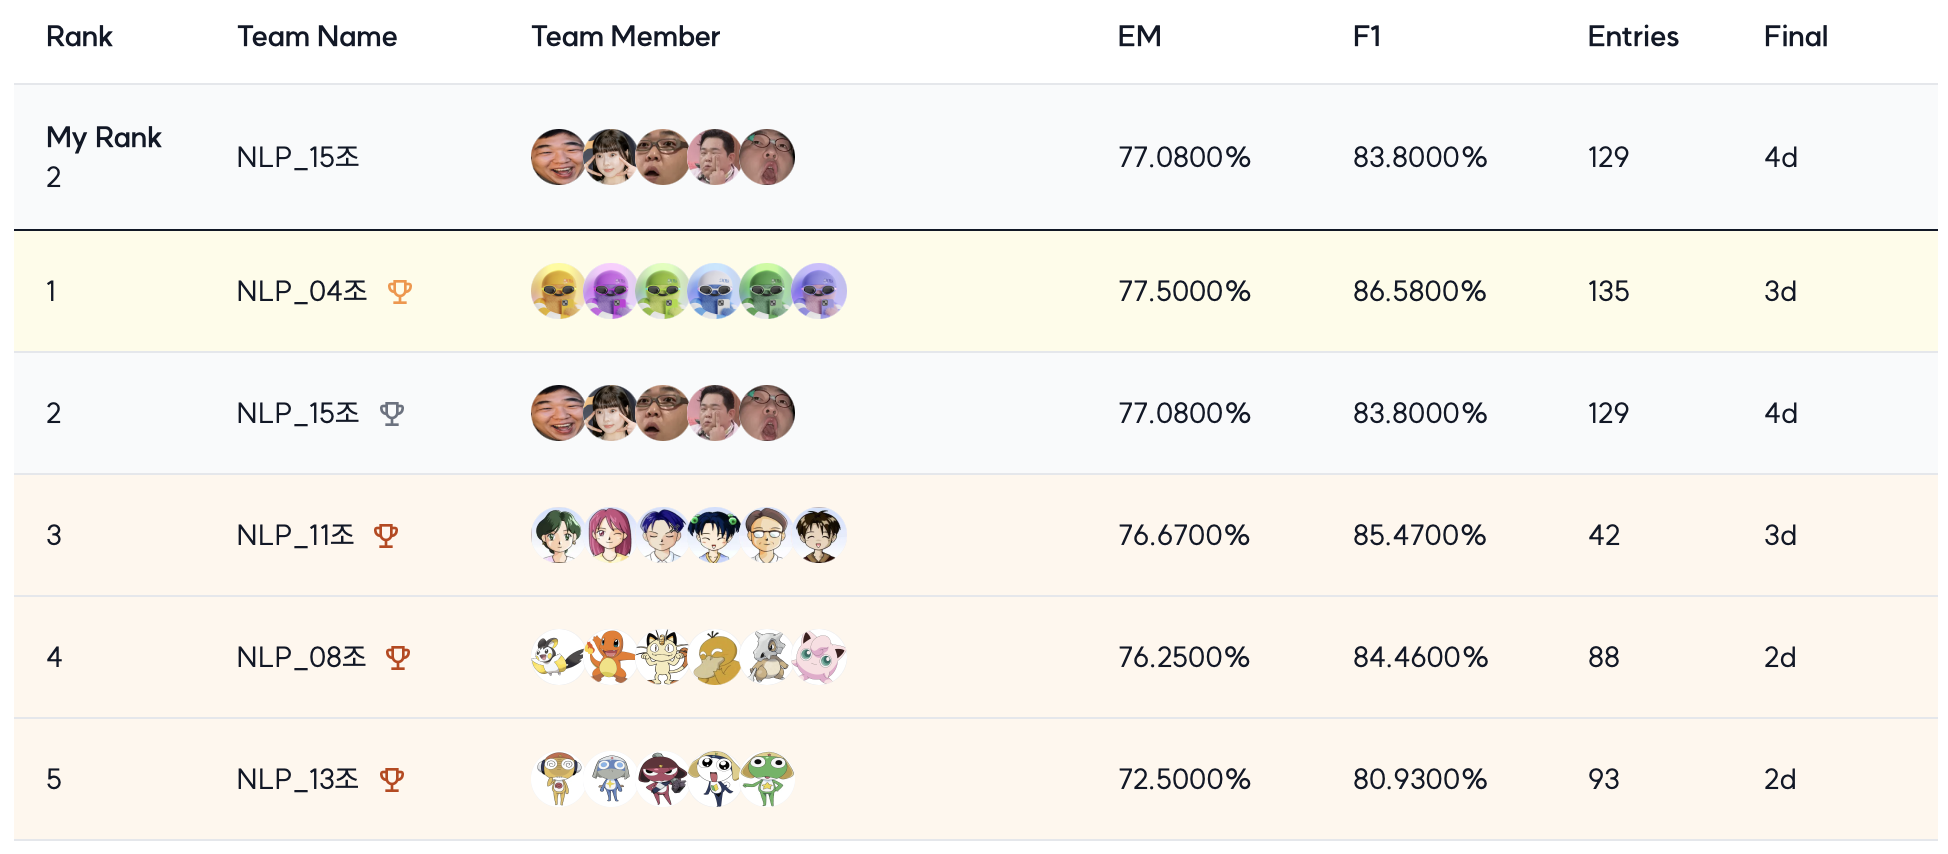 Rank Team Name Team Member EM F1 Entries Final
My Rank
2 NLP_15조 77.0800% 83.8000% 129 4d
1 NLP_04조 77.5000% 86.5800% 135 3d
2 NLP_15조 77.0800% 83.8000% 129 4d
3 NLP_11조 76.6700% 85.4700% 42 3d
4 NLP_08조 76.2500% 84.4600% 88 2d
5 NLP_13조 72.5000% 80.9300% 93 2d